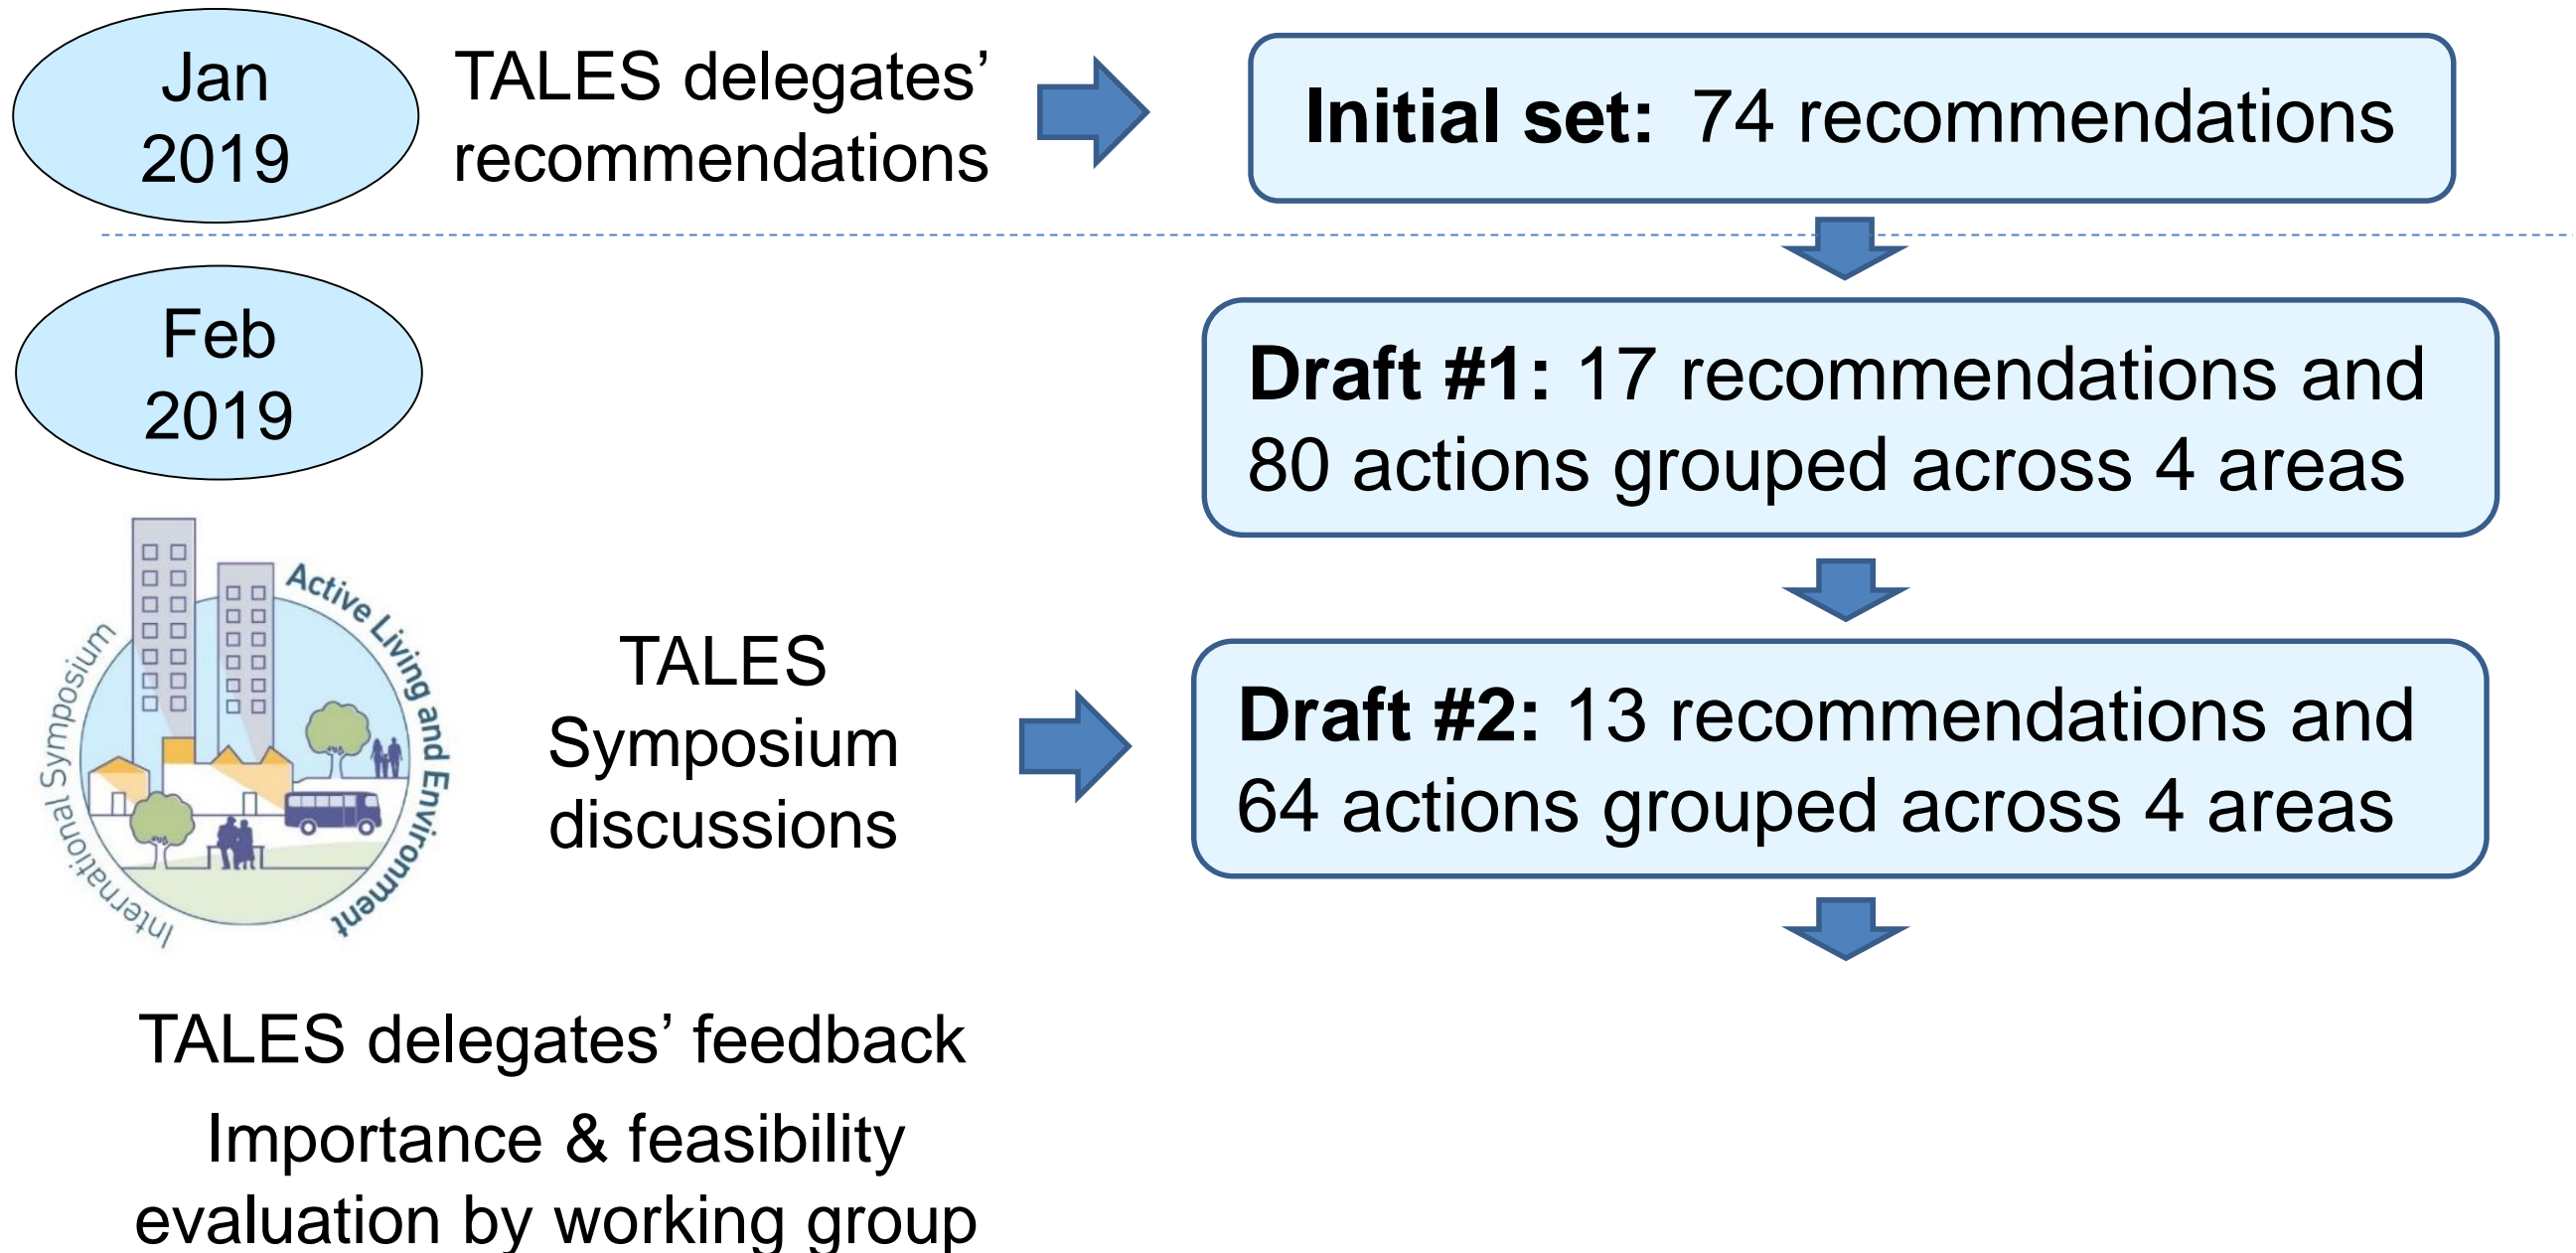 Jan
2019
TALES delegates’
recommendations
Initial set: 74 recommendations
Feb
2019
Draft #1: 17 recommendations and
80 actions grouped across 4 areas
International Symposium
Active Living and Environment
TALES
Symposium
discussions
Draft #2: 13 recommendations and
64 actions grouped across 4 areas
TALES delegates’ feedback
Importance & feasibility
evaluation by working group